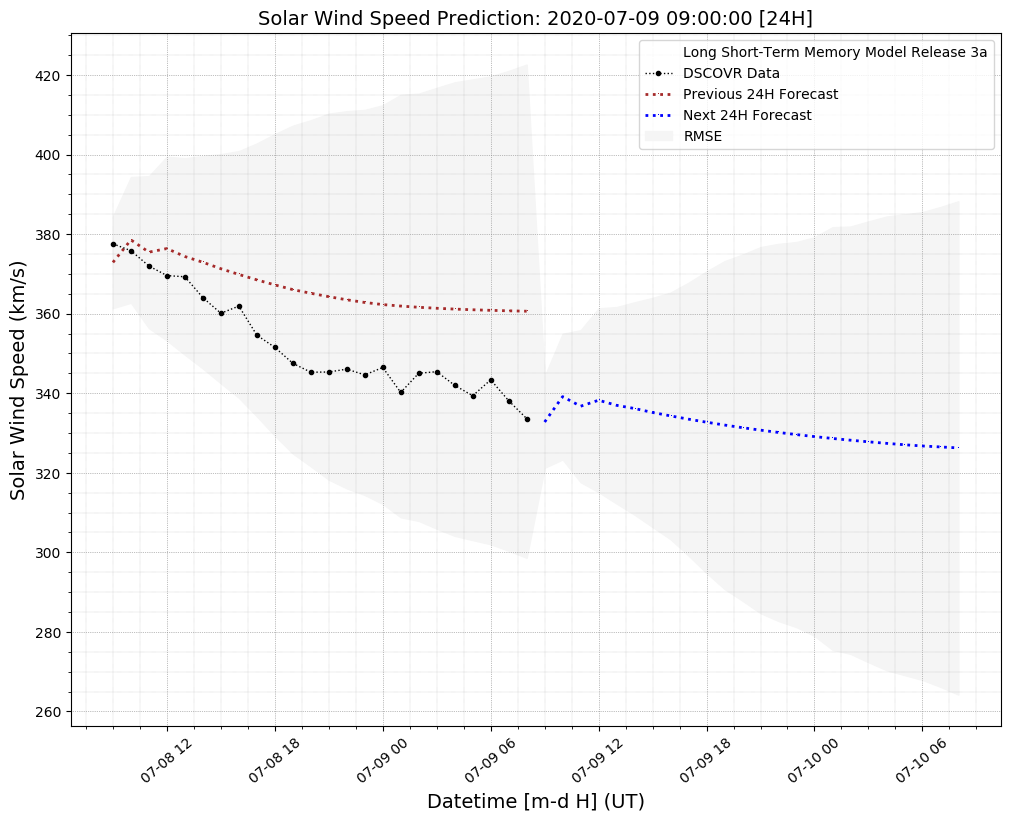 Solar Wind Speed Prediction: 2020-07-09 09:00:00 [24H]
Long Short-Term Memory Model Release 3a
DSCOVR Data
Previous 24H Forecast
Next 24H Forecast
RMSE
Solar Wind Speed (km/s)
420
400
380
360
340
320
300
280
260
07-08 12
07-08 18
07-09 00
07-09 06
07-09 12
07-09 18
07-10 00
07-10 06
Datetime [m-d H] (UT)